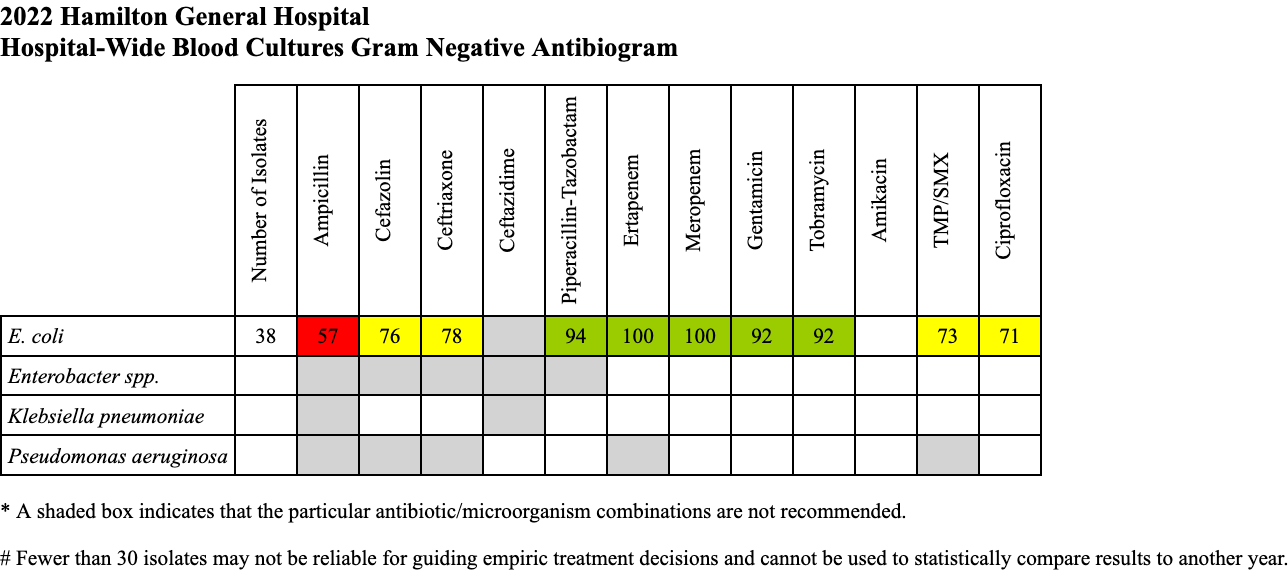 2022 Hamilton General Hospital
Hospital-Wide Blood Cultures Gram Negative Antibiogram
Number of Isolates Ampicillin Cefazolin Ceftriaxone Ceftazidime Piperacillin-Tazobactam Ertapenem Meropenem Gentamicin Tobramycin Amikacin TMP/SMX Ciprofloxacin
E. coli 38 57 76 78 94 100 100 92 92 73 71
Enterobacter spp.
Klebsiella pneumoniae
Pseudomonas aeruginosa
* A shaded box indicates that the particular antibiotic/microorganism combinations are not recommended.
# Fewer than 30 isolates may not be reliable for guiding empiric treatment decisions and cannot be used to statistically compare results to another year.